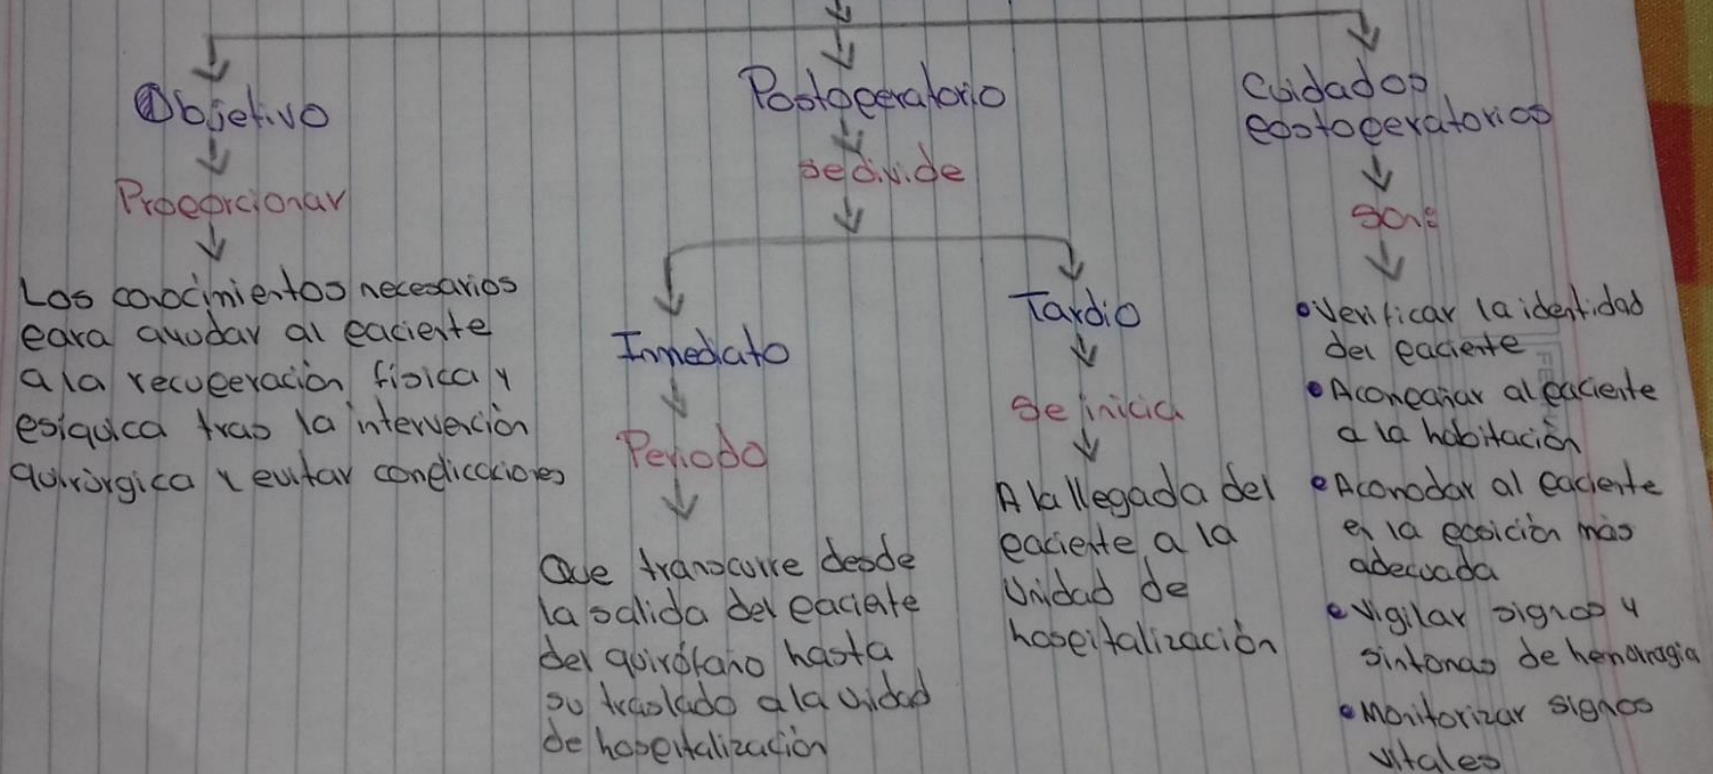 Objetivo
Proporcionar
Los conocimientos necesarios
para ayudar al paciente
a la recuperación física y
psíquica tras la intervención
quirúrgica y evitar complicaciones
Postoperatorio
se divide
Inmediato
Periodo
Que transcurre desde
la salida del paciente
del quirófano hasta
su traslado a la unidad
de hospitalización
Tardio
se inicia
A la llegada del
paciente a la
Unidad de
hospitalización
Cuidados
postoperatorios
son:
• Verificar la identidad
del paciente
• Acompañar al paciente
a la habitación
• Acomodar al paciente
en la posición más
adecuada
• Vigilar signos y
sintomas de hemorragia
• Monitorizar signos
vitales